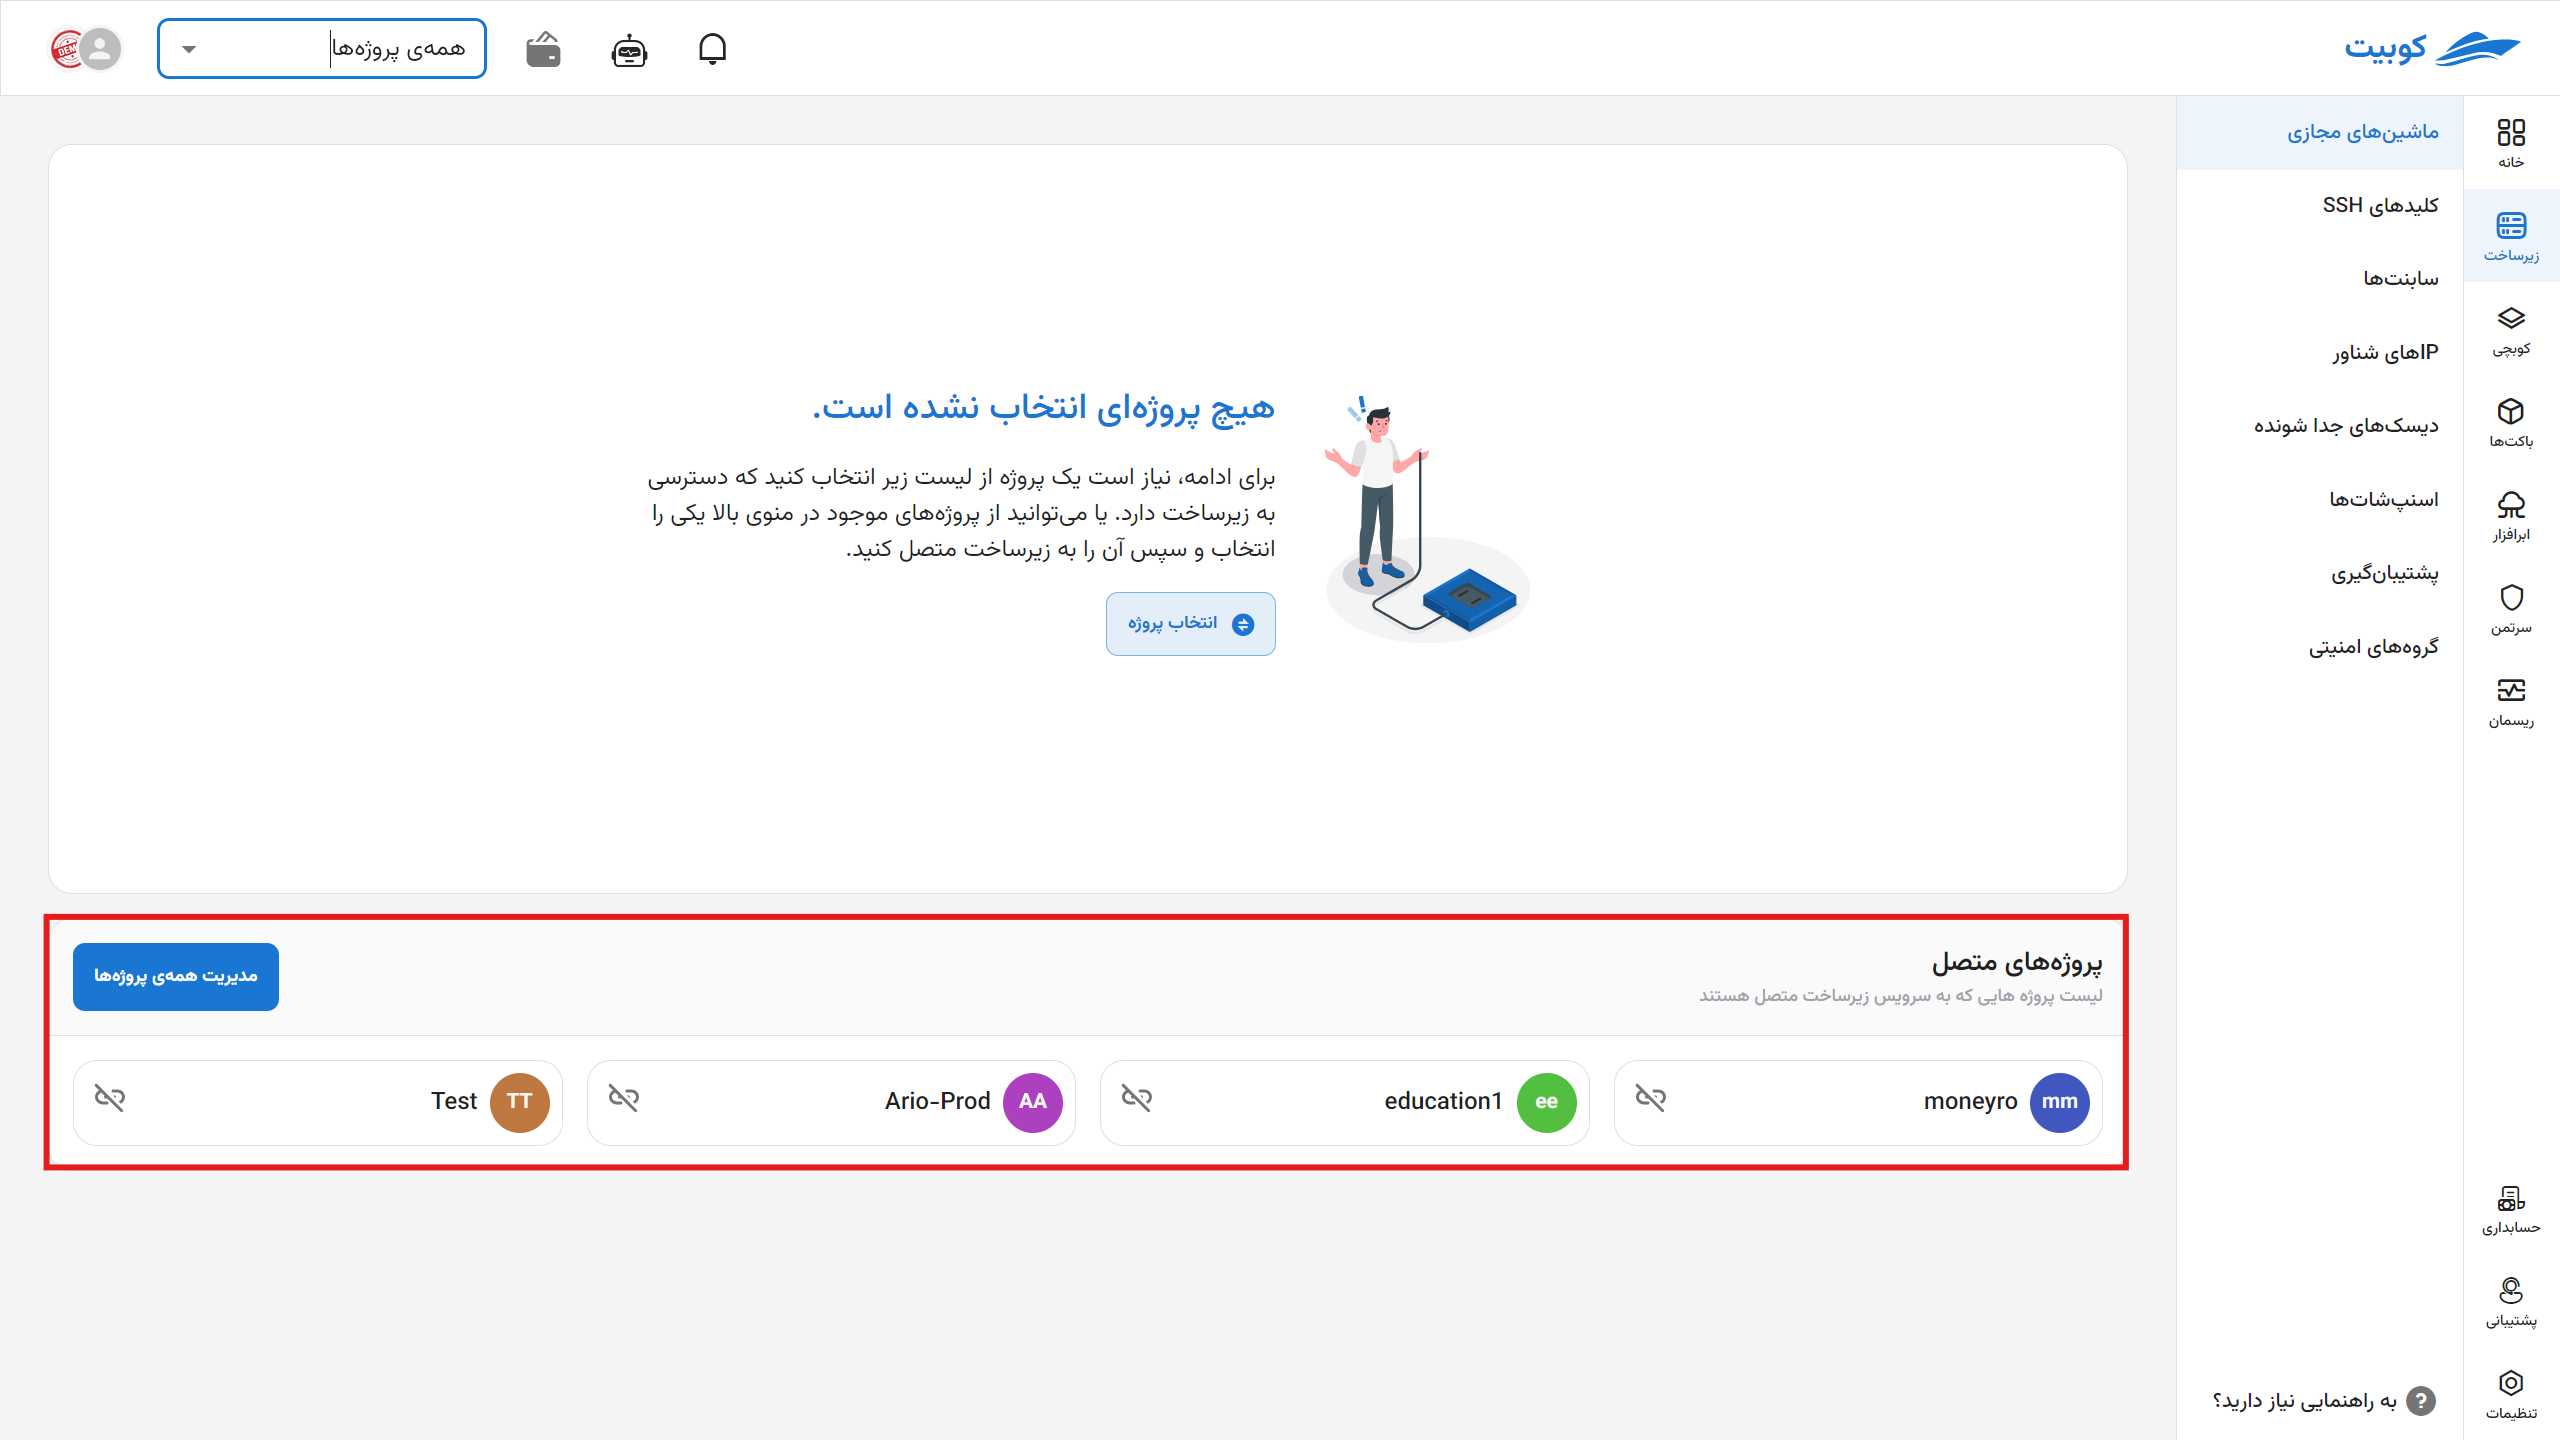 کوبیت
همه‌ی پروژه‌ها
DEMO
خانه
زیرساخت
کوبچی
باکت‌ها
ابرافزار
سرتمن
ریسمان
حسابداری
پشتیبانی
تنظیمات
ماشین‌های مجازی
کلیدهای SSH
سابنت‌ها
IPهای شناور
دیسک‌های جدا شونده
اسنپ‌شات‌ها
پشتیبان‌گیری
گروه‌های امنیتی
به راهنمایی نیاز دارید؟
هیچ پروژه‌ای انتخاب نشده است.
برای ادامه، نیاز است یک پروژه از لیست زیر انتخاب کنید که دسترسی
به زیرساخت دارد. یا می‌توانید از پروژه‌های موجود در منوی بالا یکی را
انتخاب و سپس آن را به زیرساخت متصل کنید.
انتخاب پروژه
پروژه‌های متصل
لیست پروژه هایی که به سرویس زیرساخت متصل هستند
مدیریت همه‌ی پروژه‌ها
mm moneyro
ee education1
AA Ario-Prod
TT Test